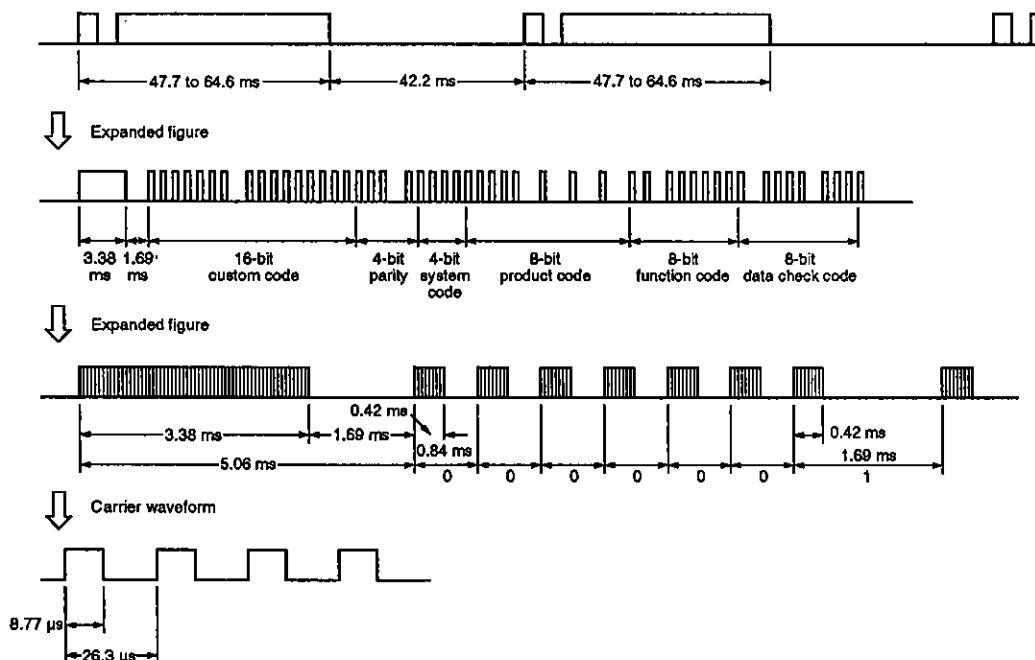 47.7 to 64.6 ms
42.2 ms
47.7 to 64.6 ms
Expanded figure
3.38 ms
1.69 ms
16-bit custom code
4-bit parity
4-bit system code
8-bit product code
8-bit function code
8-bit data check code
Expanded figure
0.42 ms
3.38 ms
1.69 ms
0.84 ms
0.42 ms
5.06 ms
1.69 ms
0
0
0
0
0
0
1
Carrier waveform
8.77 µs
26.3 µs